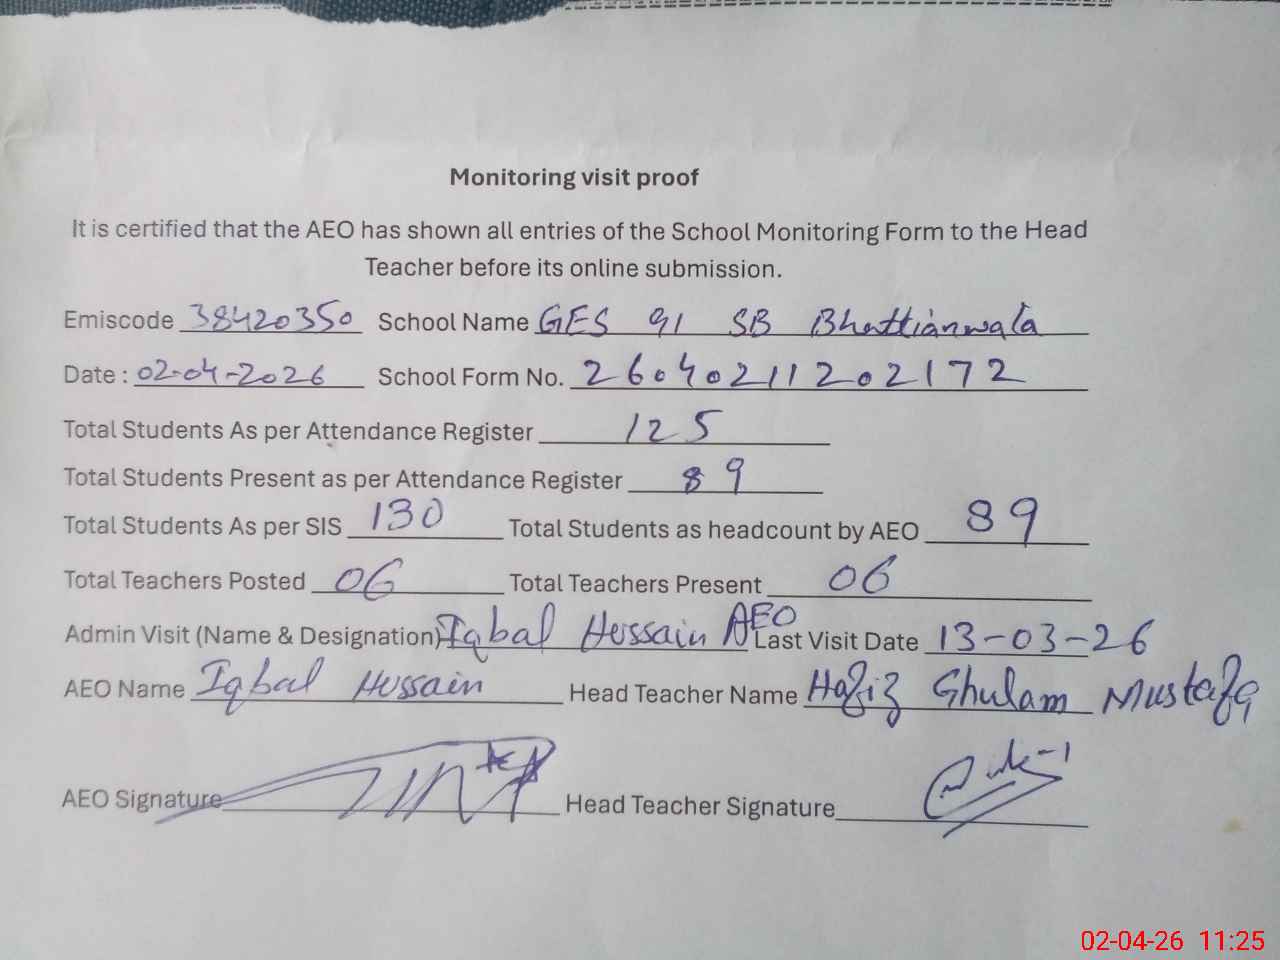 Monitoring visit proof
It is certified that the AEO has shown all entries of the School Monitoring Form to the Head
Teacher before its online submission.
Emiscode 38420350 School Name GES 91 SB Bhattianwala
Date : 02-04-2026 School Form No. 26040211202172
Total Students As per Attendance Register 125
Total Students Present as per Attendance Register 89
Total Students As per SIS 130 Total Students as headcount by AEO 89
Total Teachers Posted 06 Total Teachers Present 06
Admin Visit (Name & Designation) Iqbal Hussain AEO Last Visit Date 13-03-26
AEO Name Iqbal Hussain Head Teacher Name Hafiz Ghulam Mustafa
AEO Signature Head Teacher Signature
02-04-26 11:25